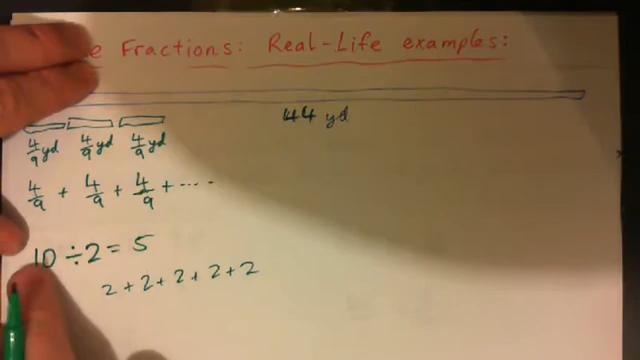 Fractions: Real-Life examples:
44 yd
4/9 yd 4/9 yd 4/9 yd
4/9 + 4/9 + 4/9 + ....
10 ÷ 2 = 5
2 + 2 + 2 + 2 + 2